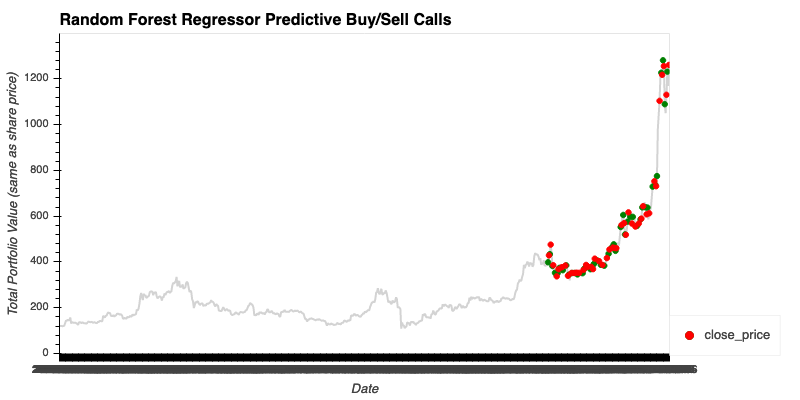 Random Forest Regressor Predictive Buy/Sell Calls
Total Portfolio Value (same as share price)
1200
1000
800
600
400
200
0
close_price
Date